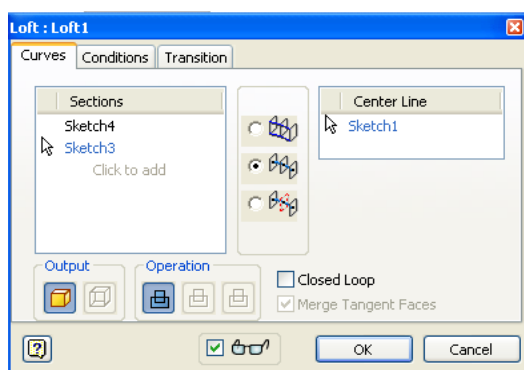 Loft : Loft1
Curves Conditions Transition
Sections
Sketch4
Sketch3
Click to add
Center Line
Sketch1
Output
Operation
Closed Loop
Merge Tangent Faces
OK
Cancel